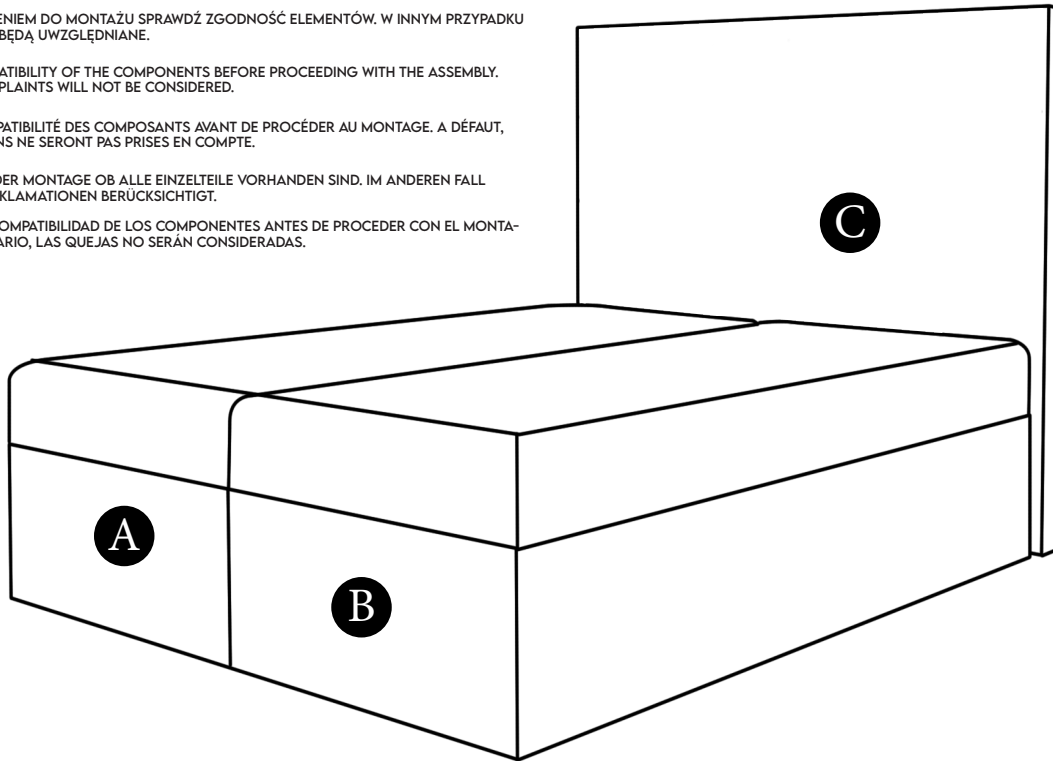 ENIEM DO MONTAŻU SPRAWDŹ ZGODNOŚĆ ELEMENTÓW. W INNYM PRZYPADKU
BĘDĄ UWZGLĘDNIANE.
ATIBILITY OF THE COMPONENTS BEFORE PROCEEDING WITH THE ASSEMBLY.
PLAINTS WILL NOT BE CONSIDERED.
PATIBILITÉ DES COMPOSANTS AVANT DE PROCÉDER AU MONTAGE. A DÉFAUT,
NS NE SERONT PAS PRISES EN COMPTE.
DER MONTAGE OB ALLE EINZELTEILE VORHANDEN SIND. IM ANDEREN FALL
KLAMATIONEN BERÜCKSICHTIGT.
OMPATIBILIDAD DE LOS COMPONENTES ANTES DE PROCEDER CON EL MONTA-
ARIO, LAS QUEJAS NO SERÁN CONSIDERADAS.
C
A
B